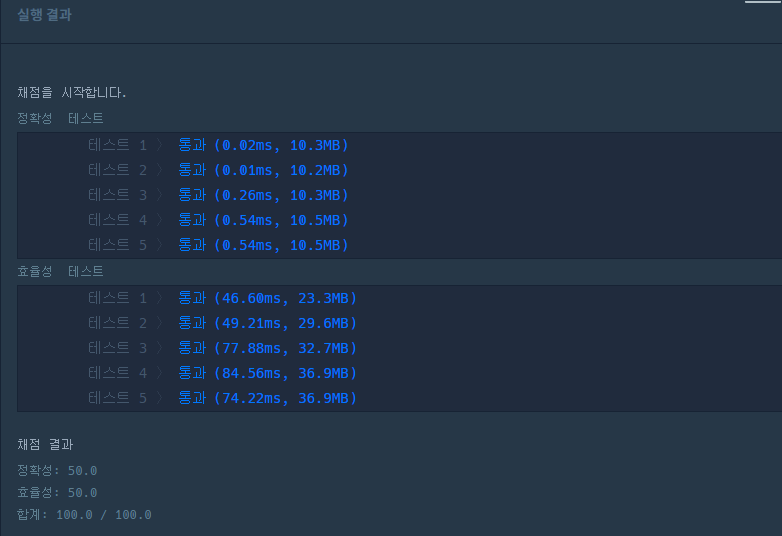 실행 결과
채점을 시작합니다.
정확성 테스트
테스트 1 〉 통과 (0.02ms, 10.3MB)
테스트 2 〉 통과 (0.01ms, 10.2MB)
테스트 3 〉 통과 (0.26ms, 10.3MB)
테스트 4 〉 통과 (0.54ms, 10.5MB)
테스트 5 〉 통과 (0.54ms, 10.5MB)
효율성 테스트
테스트 1 〉 통과 (46.60ms, 23.3MB)
테스트 2 〉 통과 (49.21ms, 29.6MB)
테스트 3 〉 통과 (77.88ms, 32.7MB)
테스트 4 〉 통과 (84.56ms, 36.9MB)
테스트 5 〉 통과 (74.22ms, 36.9MB)
채점 결과
정확성: 50.0
효율성: 50.0
합계: 100.0 / 100.0